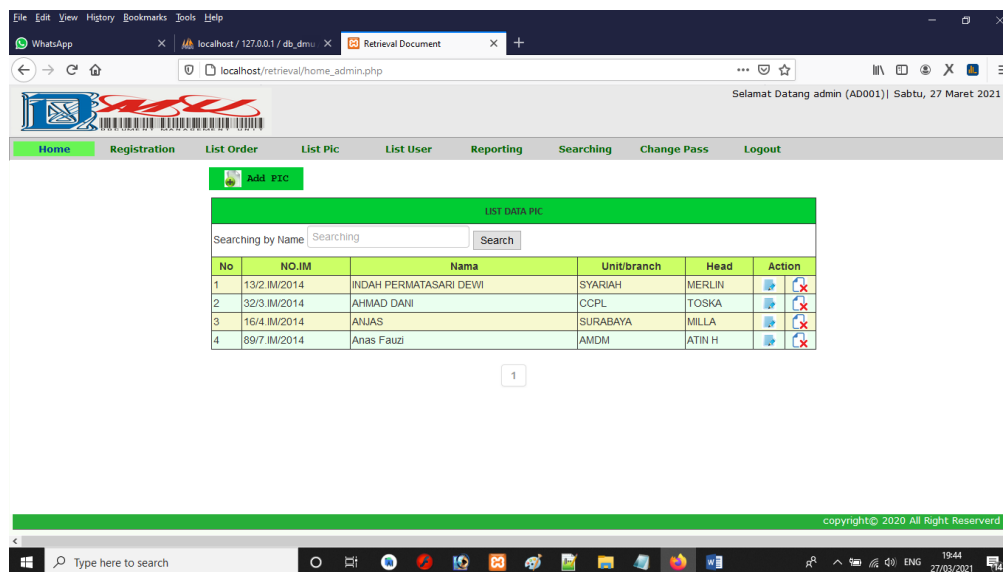 File Edit View History Bookmarks Tools Help
WhatsApp localhost / 127.0.0.1 / db_dmu Retrieval Document
localhost/retrieval/home_admin.php
Selamat Datang admin (AD001)| Sabtu, 27 Maret 2021
DOCUMENT MANAGEMENT UNIT
Home Registration List Order List Pic List User Reporting Searching Change Pass Logout
Add PIC
LIST DATA PIC
Searching by Name Searching Search
No NO.IM Nama Unit/branch Head Action
1 13/2.IM/2014 INDAH PERMATASARI DEWI SYARIAH MERLIN
2 32/3.IM/2014 AHMAD DANI CCPL TOSKA
3 16/4.IM/2014 ANJAS SURABAYA MILLA
4 89/7.IM/2014 Anas Fauzi AMDM ATIN H
1
copyright© 2020 All Right Reserverd
Type here to search ENG 19:44
27/03/2021